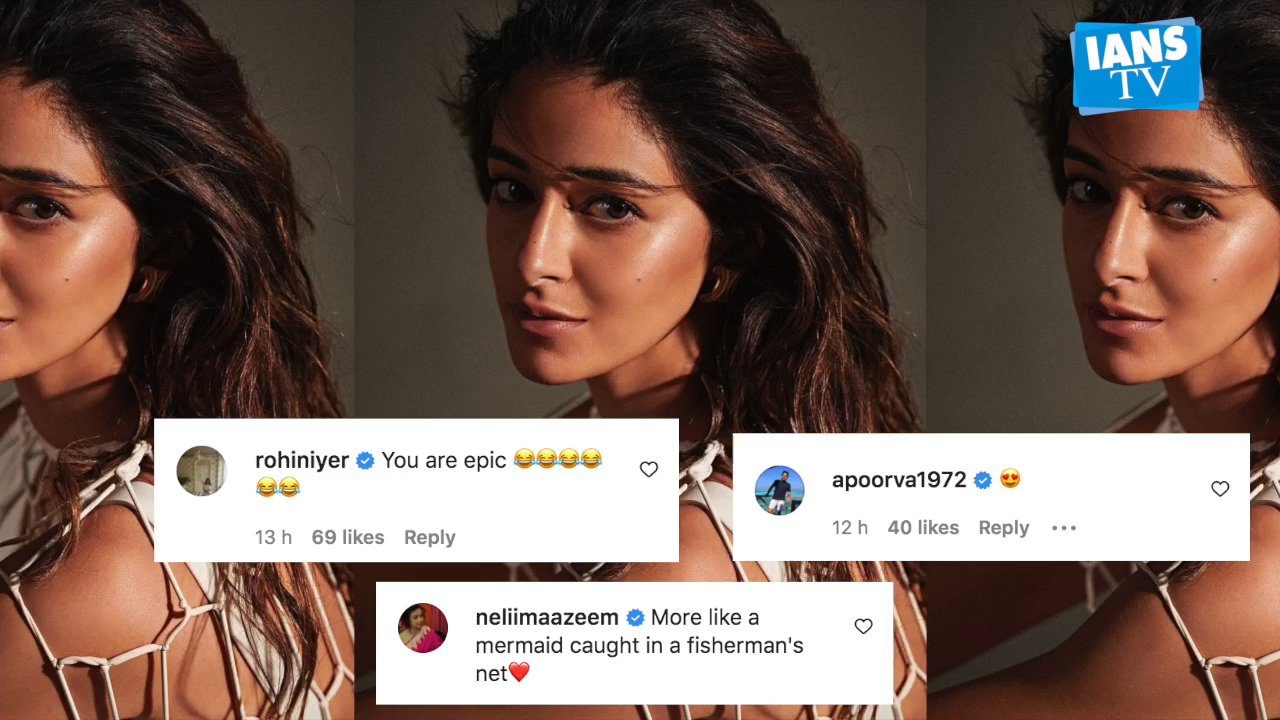 IANS
TV
rohiniyer You are epic 😂😂😂😂
😂😂
13 h 69 likes Reply
apoorva1972 😍
12 h 40 likes Reply ...
neliimaazeem More like a
mermaid caught in a fisherman's
net❤️